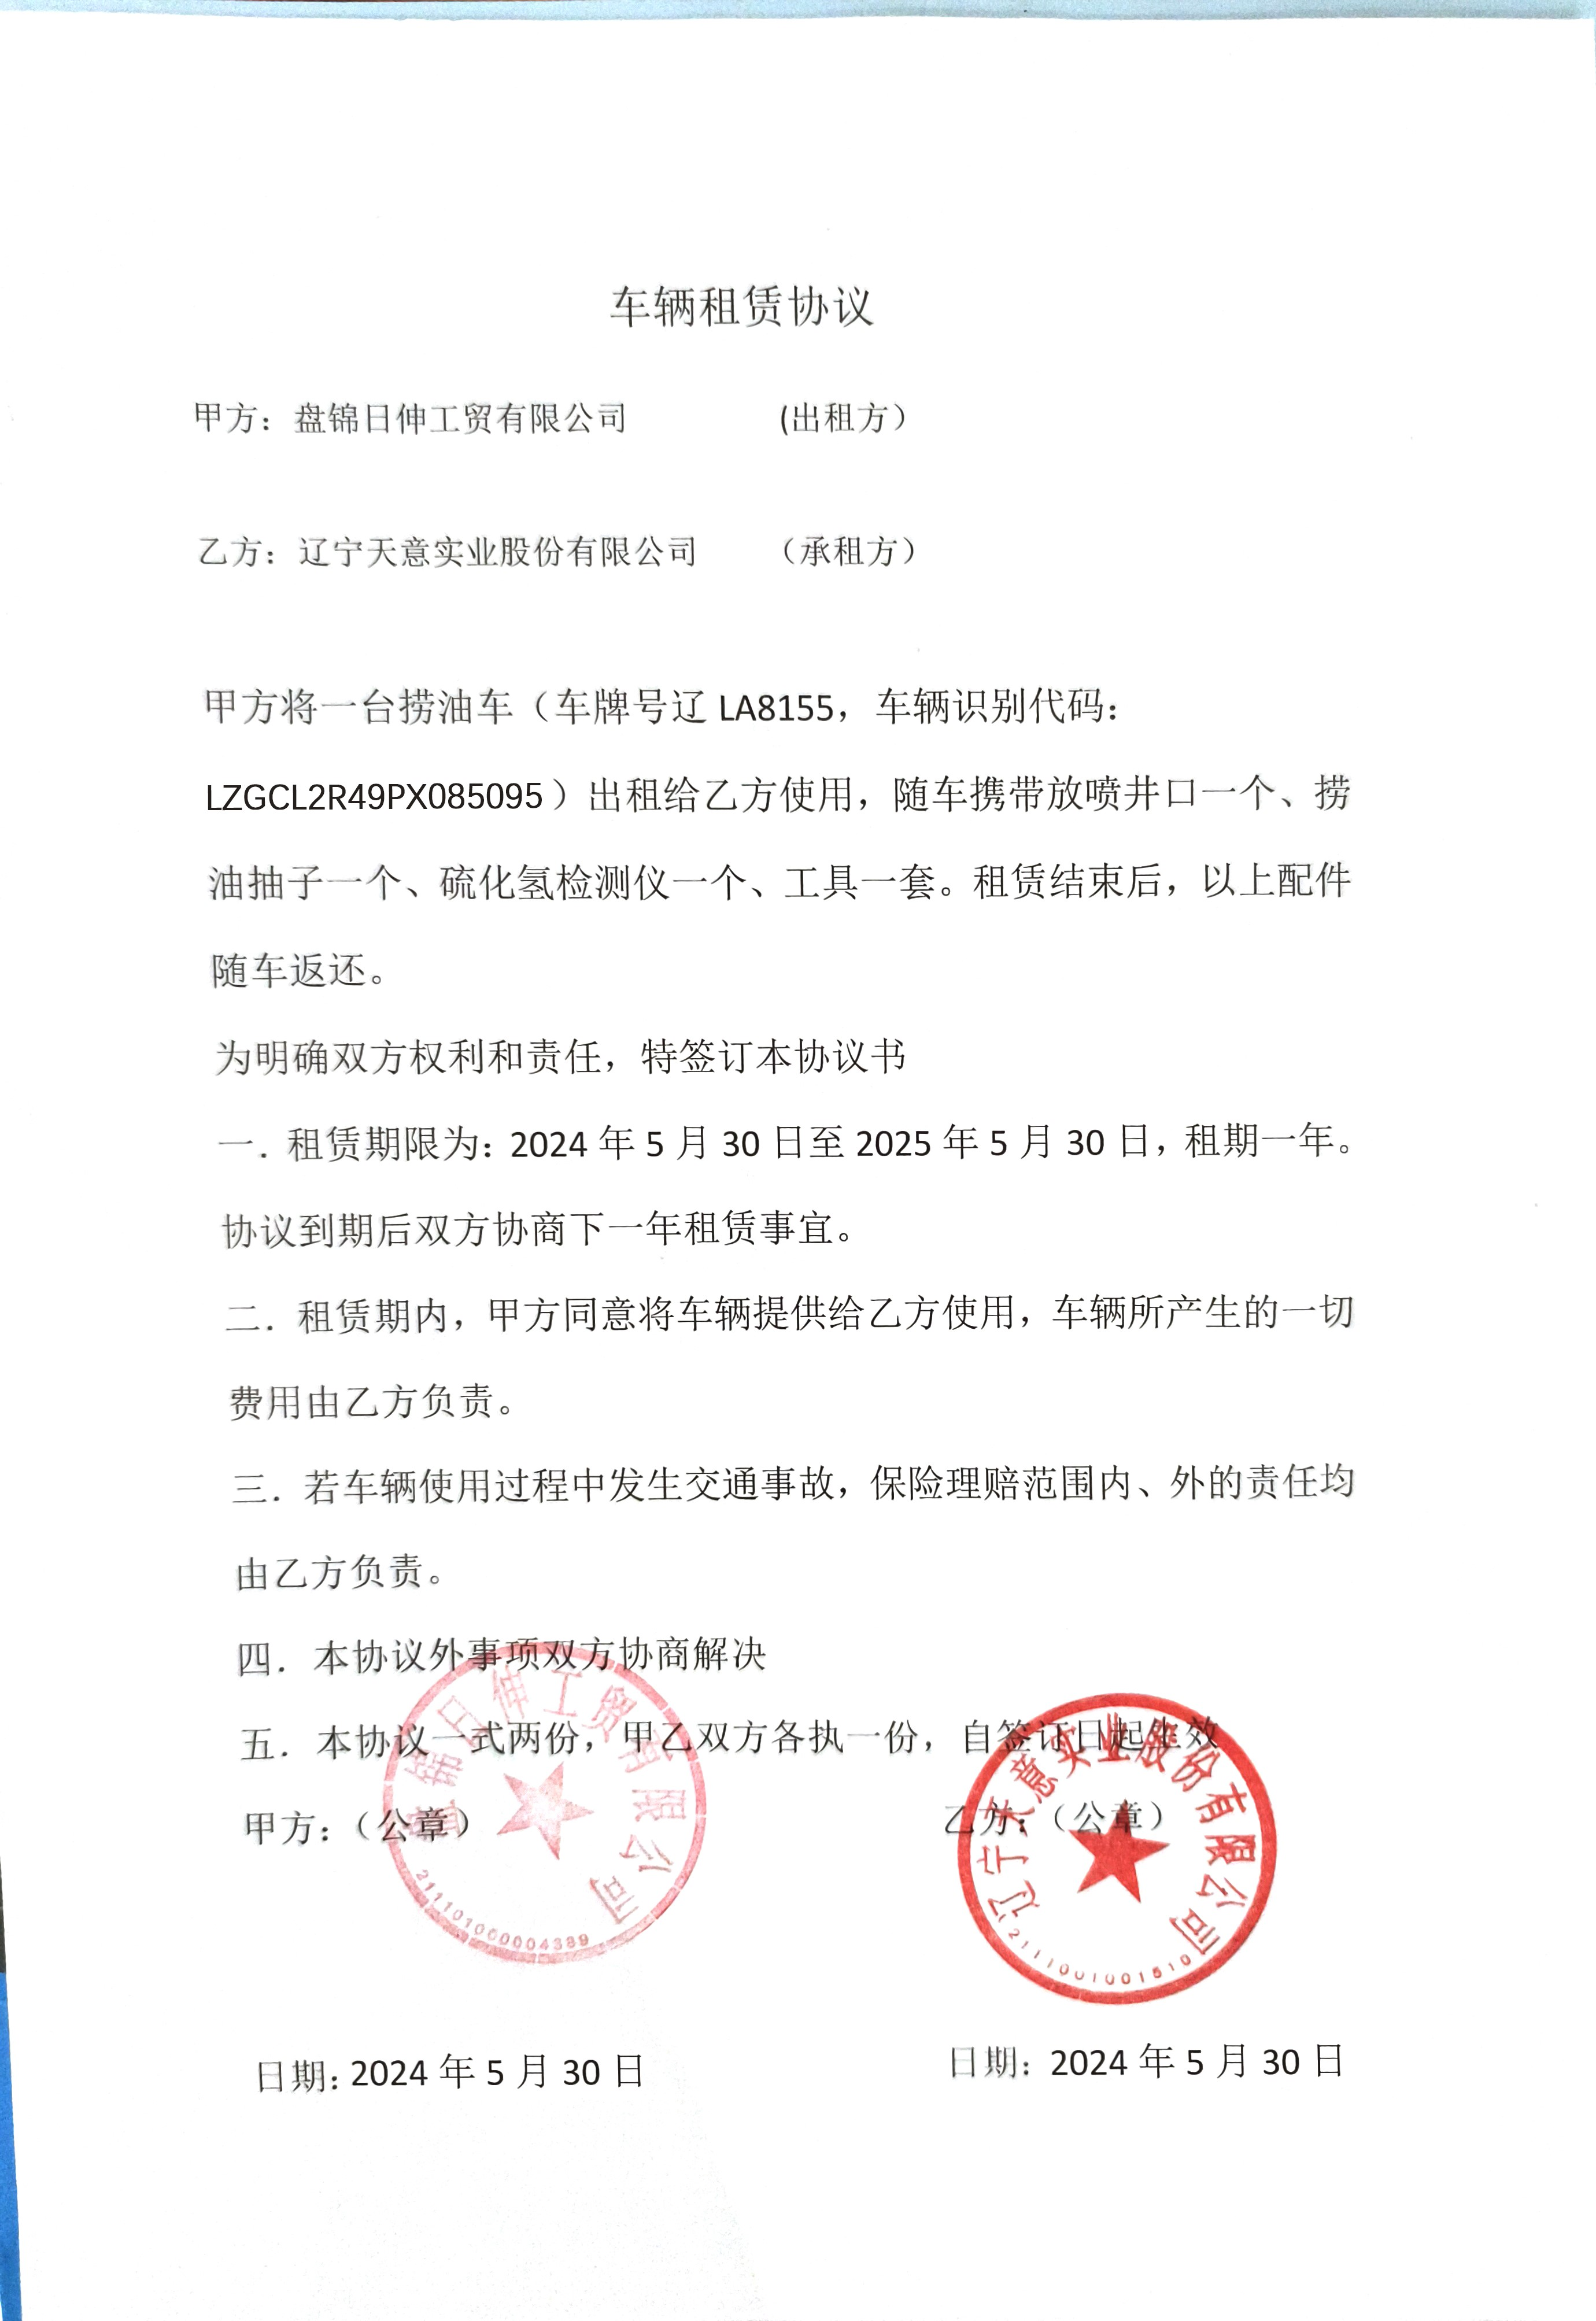 车辆租赁协议
甲方：盘锦日伸工贸有限公司 (出租方）
乙方：辽宁天意实业股份有限公司 （承租方）
甲方将一台捞油车（车牌号辽 LA8155，车辆识别代码：
LZGCL2R49PX085095）出租给乙方使用，随车携带放喷井口一个、捞
油抽子一个、硫化氢检测仪一个、工具一套。租赁结束后，以上配件
随车返还。
为明确双方权利和责任，特签订本协议书
一．租赁期限为：2024 年 5 月 30 日至 2025 年 5 月 30 日，租期一年。
协议到期后双方协商下一年租赁事宜。
二．租赁期内，甲方同意将车辆提供给乙方使用，车辆所产生的一切
费用由乙方负责。
三．若车辆使用过程中发生交通事故，保险理赔范围内、外的责任均
由乙方负责。
四．本协议外事项双方协商解决
五．本协议一式两份，甲乙双方各执一份，自签订日起生效
甲方：（公章） 乙方：（公章）
盘锦日伸工贸有限公司
辽宁天意实业股份有限公司
日期：2024 年 5 月 30 日 日期：2024 年 5 月 30 日